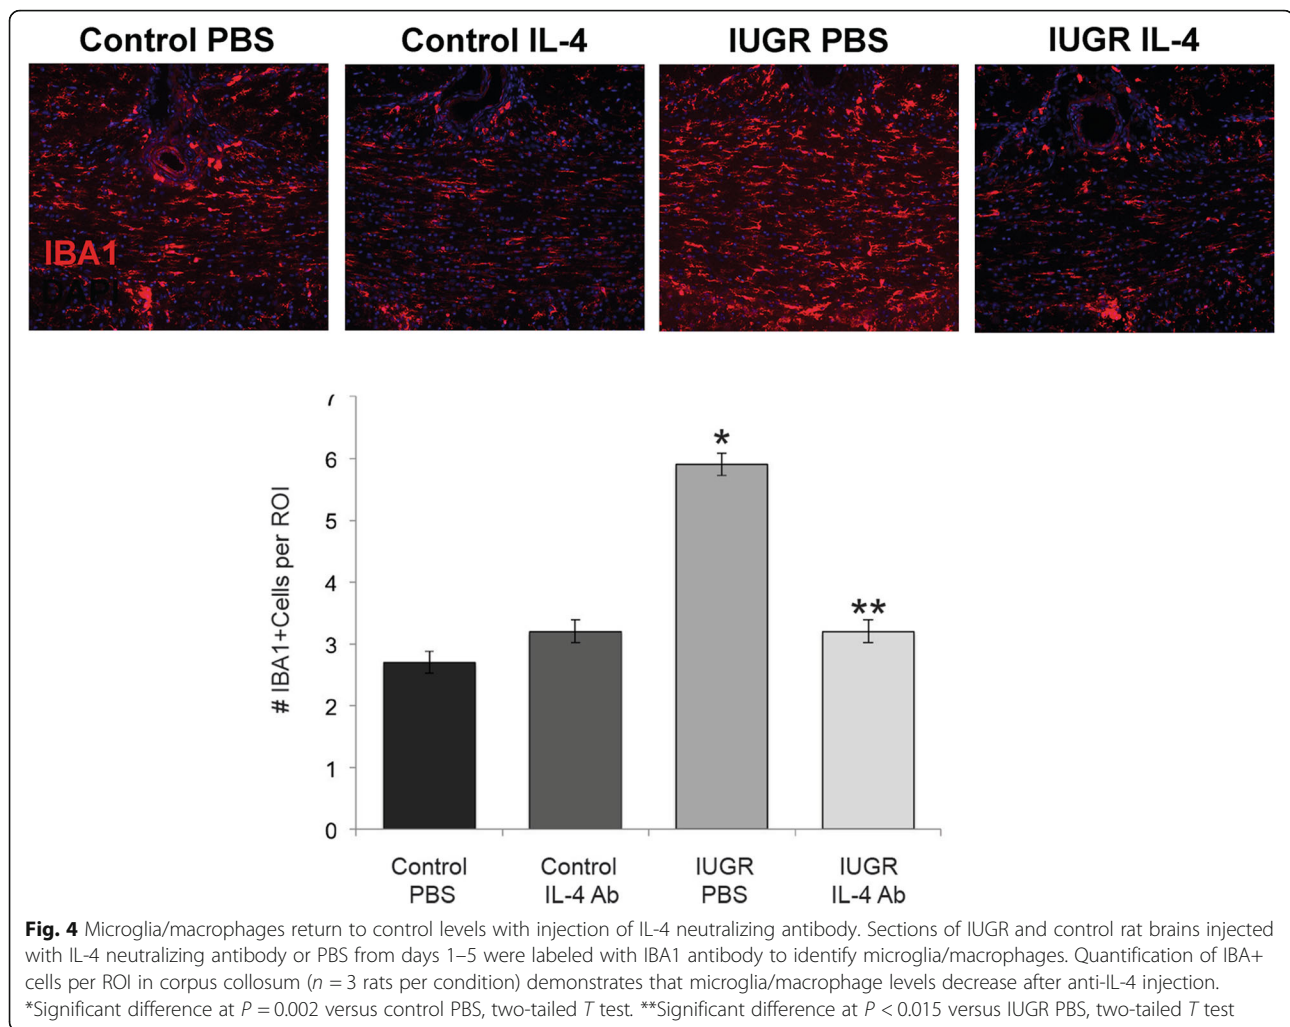 Control PBS
Control IL-4
IUGR PBS
IUGR IL-4
IBA1
DAPI
# IBA1+Cells per ROI
7
6
5
4
3
2
1
0
*
**
Control
PBS
Control
IL-4 Ab
IUGR
PBS
IUGR
IL-4 Ab
Fig. 4 Microglia/macrophages return to control levels with injection of IL-4 neutralizing antibody. Sections of IUGR and control rat brains injected
with IL-4 neutralizing antibody or PBS from days 1–5 were labeled with IBA1 antibody to identify microglia/macrophages. Quantification of IBA+
cells per ROI in corpus collosum (n = 3 rats per condition) demonstrates that microglia/macrophage levels decrease after anti-IL-4 injection.
*Significant difference at P = 0.002 versus control PBS, two-tailed T test. **Significant difference at P < 0.015 versus IUGR PBS, two-tailed T test